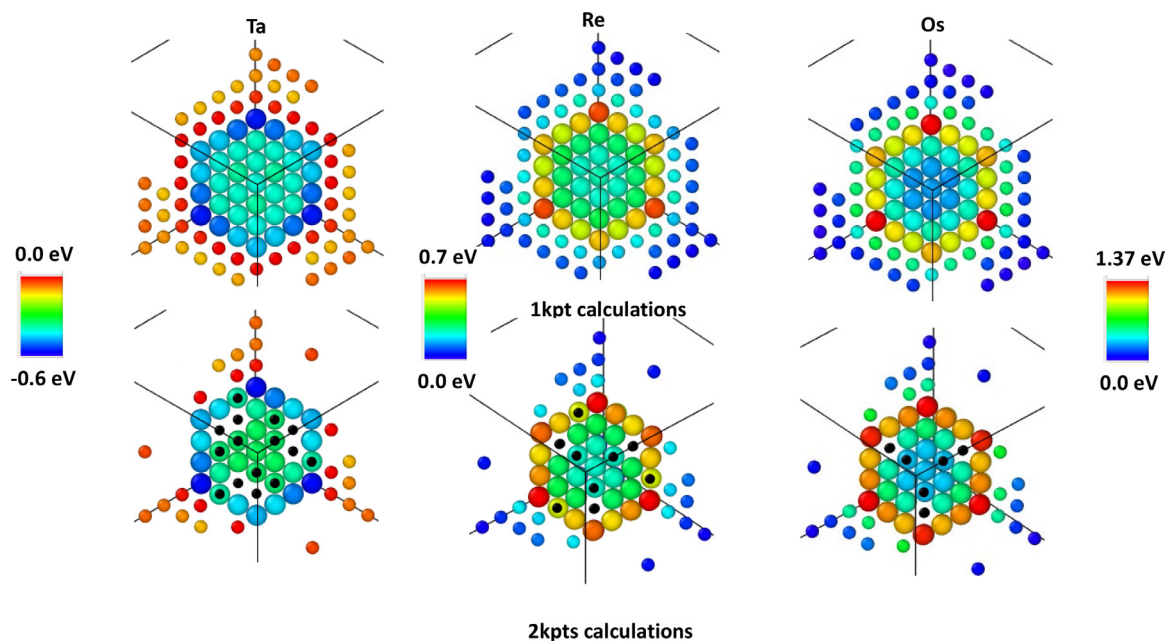 Ta
Re
Os
0.0 eV
-0.6 eV
0.7 eV
0.0 eV
1.37 eV
0.0 eV
1kpt calculations
2kpts calculations